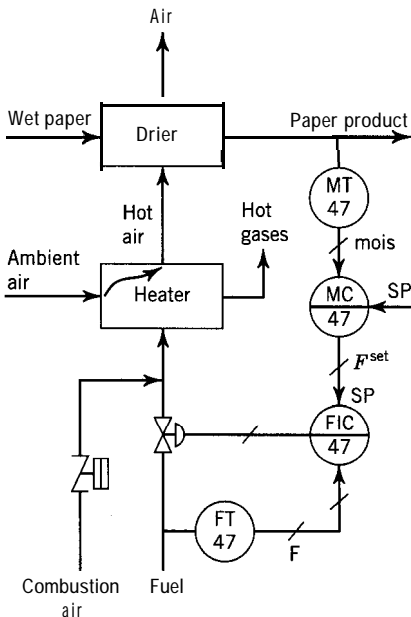 Air
Wet paper
Drier
Paper product
MT
47
Hot
air
Hot
gases
mois
Ambient
air
Heater
MC
47
SP
F^set
SP
FIC
47
FT
47
F
Combustion
air
Fuel